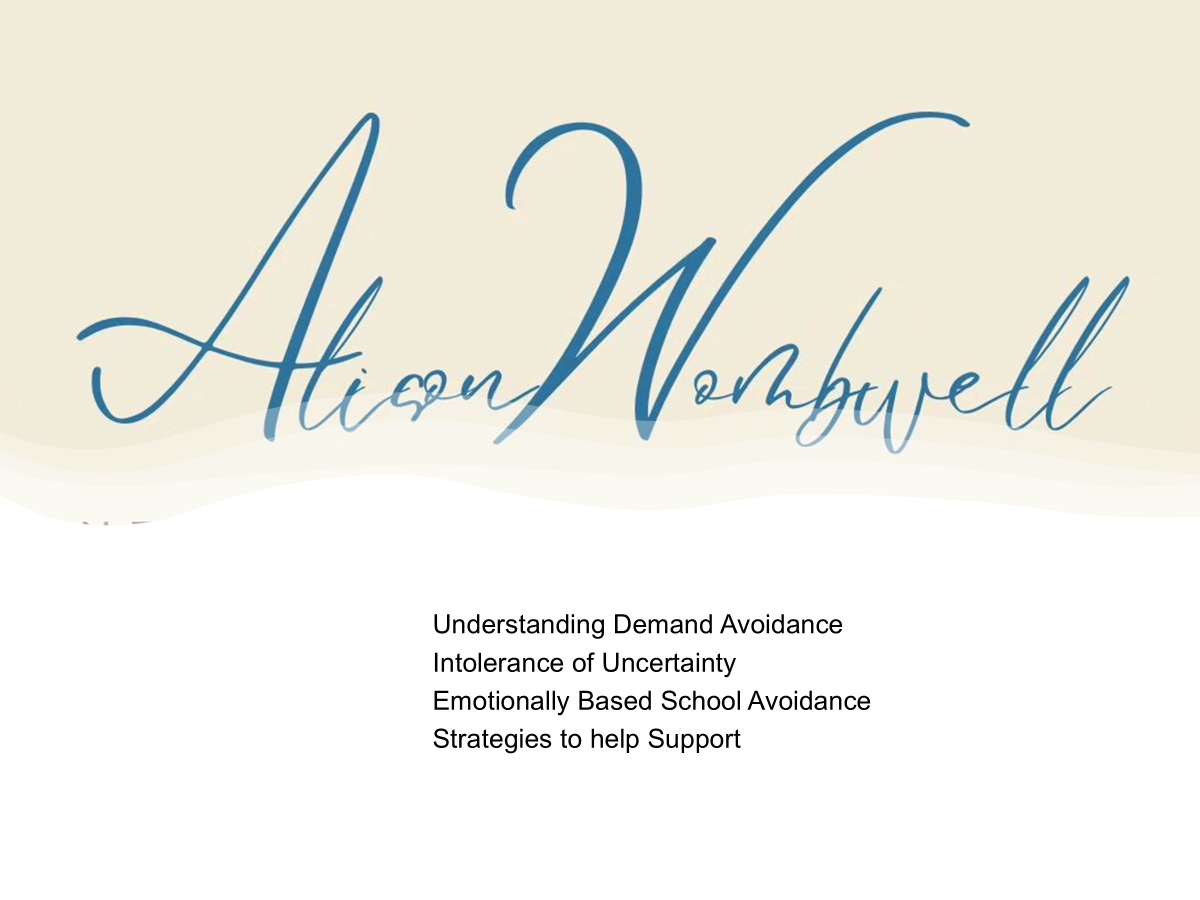 Alison Wombwell
Understanding Demand Avoidance
Intolerance of Uncertainty
Emotionally Based School Avoidance
Strategies to help Support